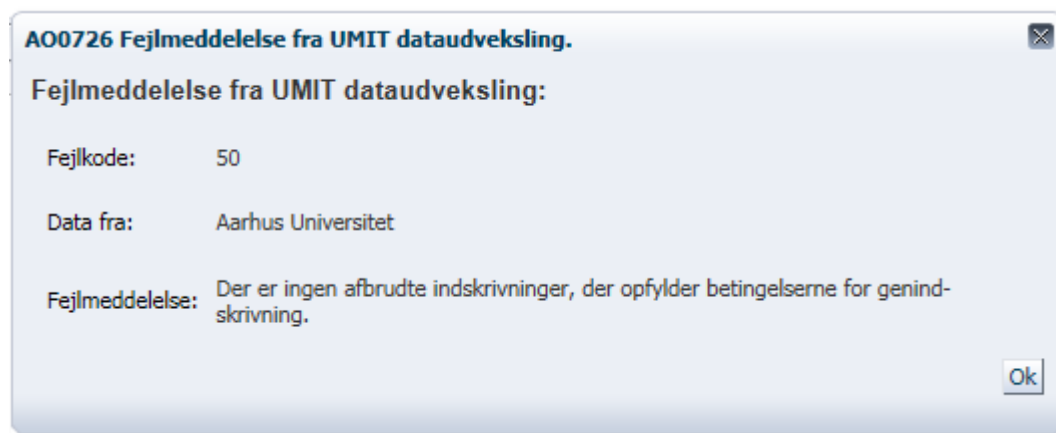 AO0726 Fejlmeddelelse fra UMIT dataudveksling.
Fejlmeddelelse fra UMIT dataudveksling:
Fejlkode: 50
Data fra: Aarhus Universitet
Fejlmeddelelse: Der er ingen afbrudte indskrivninger, der opfylder betingelserne for genind-
skrivning.
Ok